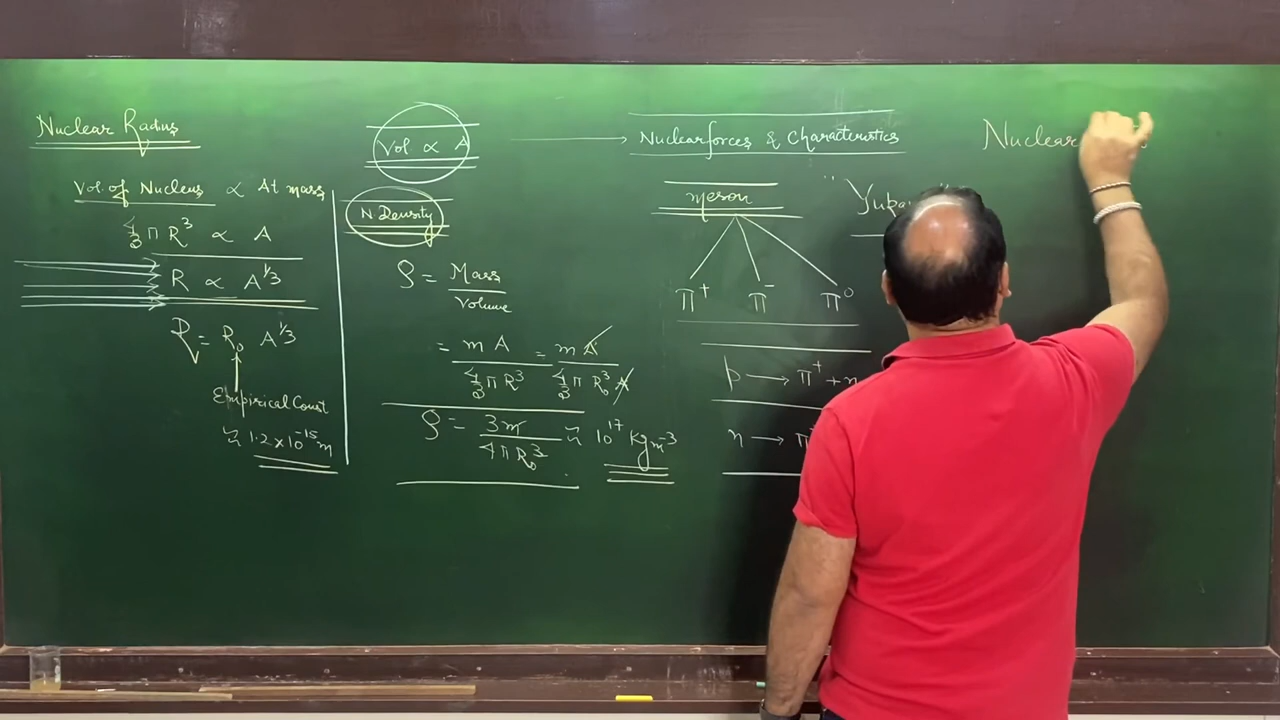 Nuclear Radius
Vol. of Nucleus ∝ At mass
4/3 π R³ ∝ A
R ∝ A^1/3
R = R₀ A^1/3
Empirical Const
≈ 1.2 × 10⁻¹⁵ m
Vol ∝ A
N Density
ρ = Mass / Volume
= m A / 4/3 π R³ = m A / 4/3 π R₀³ A
ρ = 3m / 4 π R₀³ ≈ 10¹⁷ Kg m⁻³
Nuclear forces & Characteristics
meson
π⁺ π⁻ π⁰
p → π⁺ + n
n → π
"Yuka
Nuclear